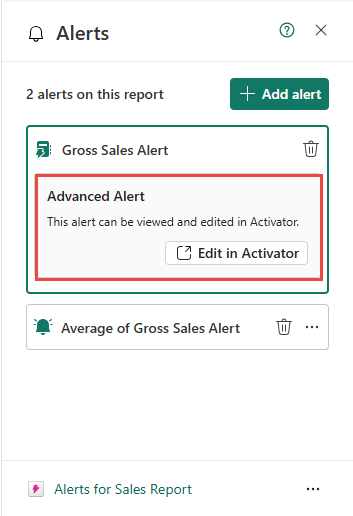 Alerts
2 alerts on this report
Add alert
Gross Sales Alert
Advanced Alert
This alert can be viewed and edited in Activator.
Edit in Activator
Average of Gross Sales Alert
Alerts for Sales Report